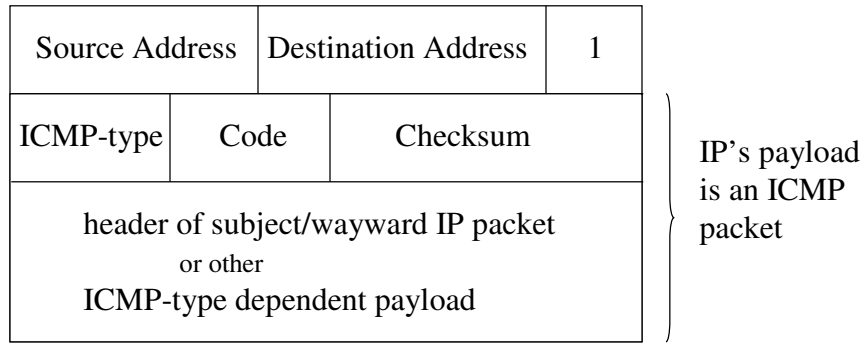 Source Address Destination Address 1
ICMP-type Code Checksum
header of subject/wayward IP packet
or other
ICMP-type dependent payload
IP's payload
is an ICMP
packet